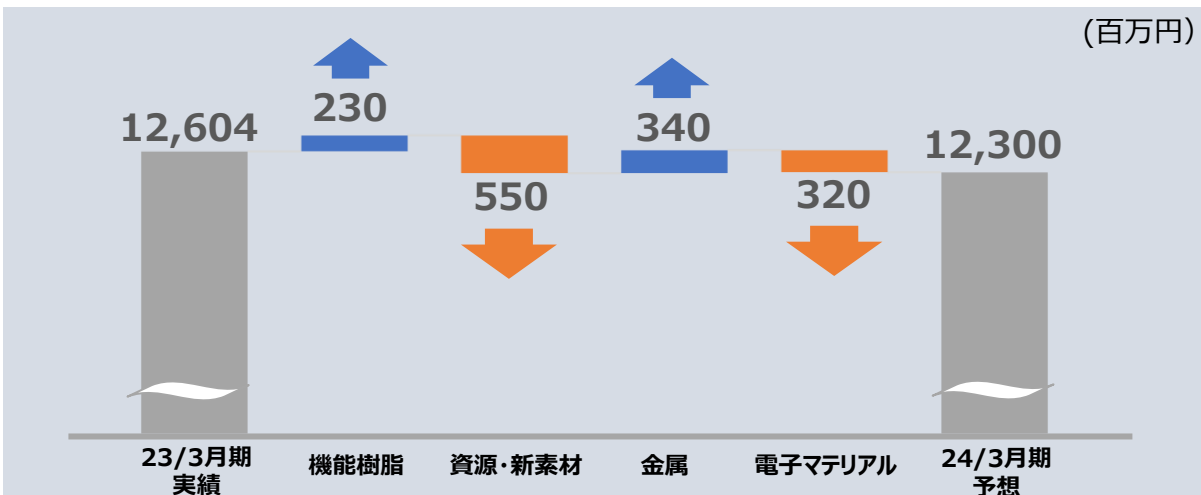 (百万円)
12,604
230
550
340
320
12,300
23/3月期
実績
機能樹脂
資源・新素材
金属
電子マテリアル
24/3月期
予想